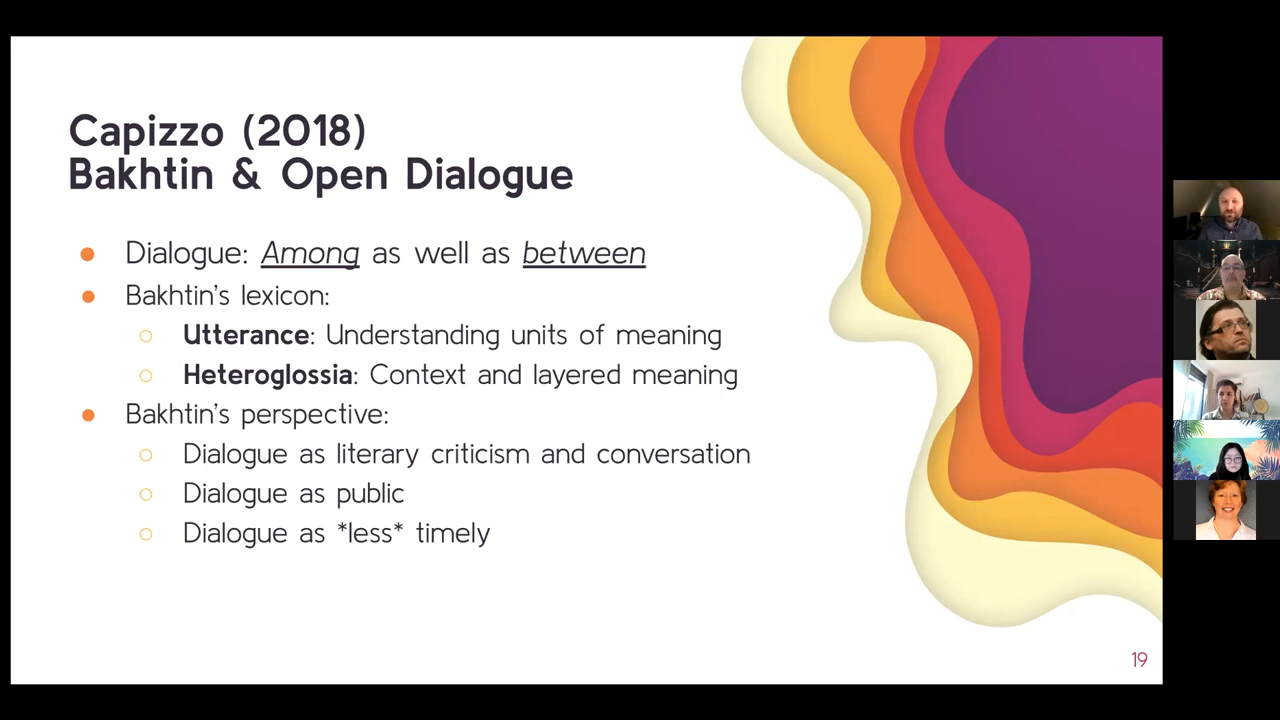 Capizzo (2018)
Bakhtin & Open Dialogue
● Dialogue: Among as well as between
● Bakhtin's lexicon:
○ Utterance: Understanding units of meaning
○ Heteroglossia: Context and layered meaning
● Bakhtin's perspective:
○ Dialogue as literary criticism and conversation
○ Dialogue as public
○ Dialogue as *less* timely
19